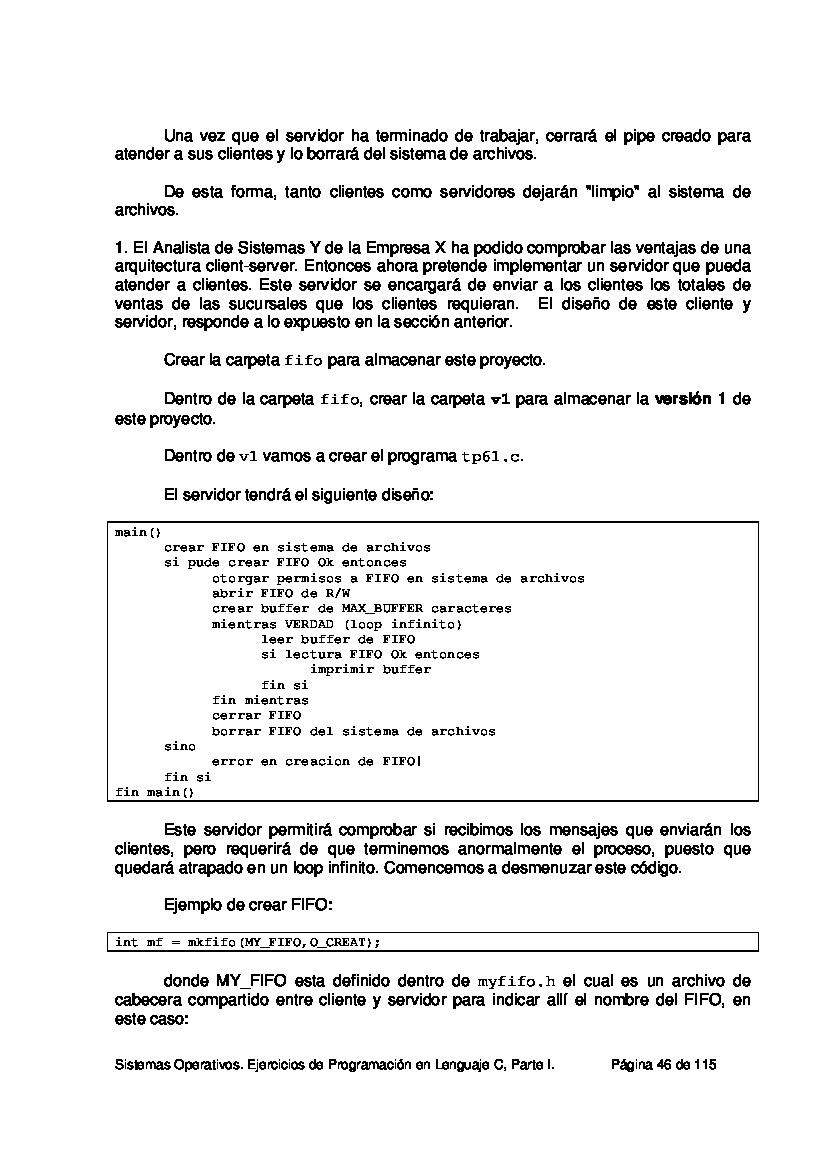 Una vez que el servidor ha terminado de trabajar, cerrará el pipe creado para
atender a sus clientes y lo borrará del sistema de archivos.
De esta forma, tanto clientes como servidores dejarán "limpio" al sistema de
archivos.
1. El Analista de Sistemas Y de la Empresa X ha podido comprobar las ventajas de una
arquitectura client-server. Entonces ahora pretende implementar un servidor que pueda
atender a clientes. Este servidor se encargará de enviar a los clientes los totales de
ventas de las sucursales que los clientes requieran. El diseño de este cliente y
servidor, responde a lo expuesto en la sección anterior.
Crear la carpeta fifo para almacenar este proyecto.
Dentro de la carpeta fifo, crear la carpeta v1 para almacenar la versión 1 de
este proyecto.
Dentro de v1 vamos a crear el programa tp61.c.
El servidor tendrá el siguiente diseño:
main()
crear FIFO en sistema de archivos
si pude crear FIFO Ok entonces
otorgar permisos a FIFO en sistema de archivos
abrir FIFO de R/W
crear buffer de MAX_BUFFER caracteres
mientras VERDAD (loop infinito)
leer buffer de FIFO
si lectura FIFO Ok entonces
imprimir buffer
fin si
fin mientras
cerrar FIFO
borrar FIFO del sistema de archivos
sino
error en creacion de FIFO|
fin si
fin main()
Este servidor permitirá comprobar si recibimos los mensajes que enviarán los
clientes, pero requerirá de que terminemos anormalmente el proceso, puesto que
quedará atrapado en un loop infinito. Comencemos a desmenuzar este código.
Ejemplo de crear FIFO:
int mf = mkfifo(MY_FIFO,O_CREAT);
donde MY_FIFO esta definido dentro de myfifo.h el cual es un archivo de
cabecera compartido entre cliente y servidor para indicar allí el nombre del FIFO, en
este caso:
Sistemas Operativos. Ejercicios de Programación en Lenguaje C, Parte I. Página 46 de 115